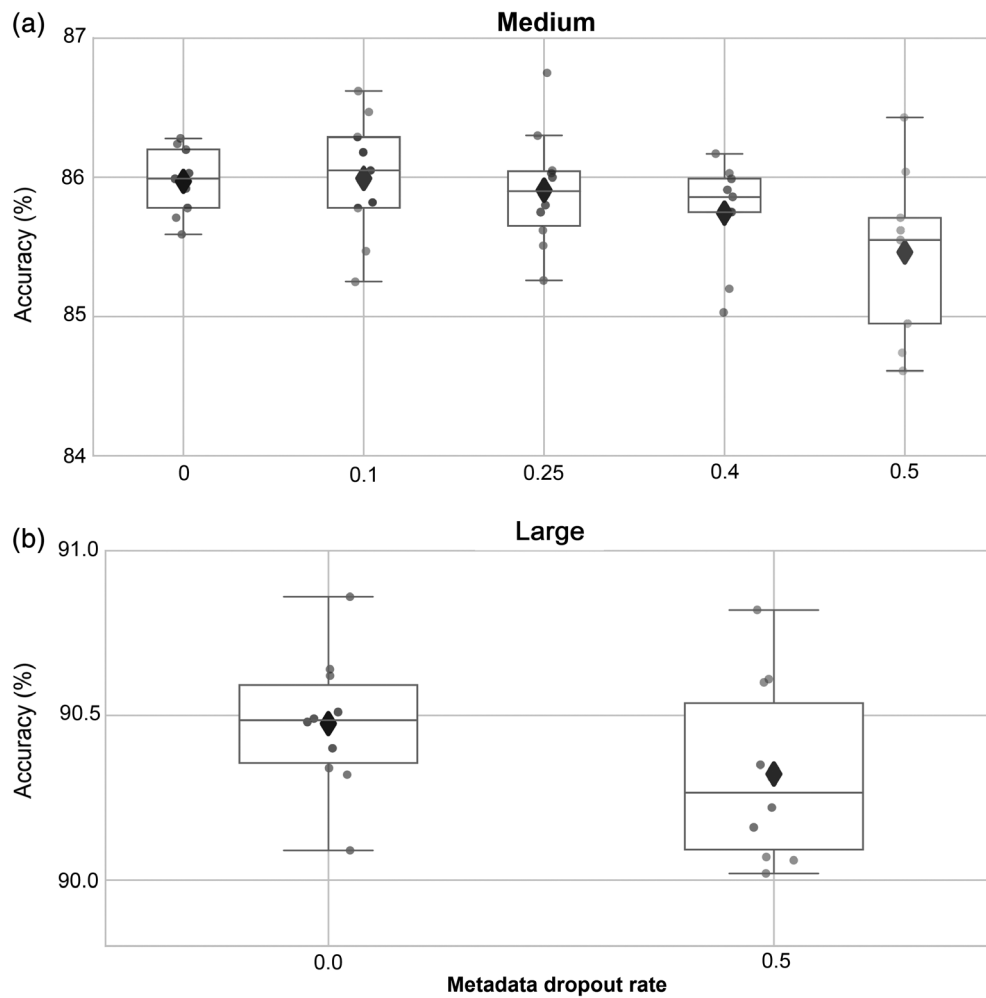 (a) Medium
87
86
85
84
Accuracy (%)
0 0.1 0.25 0.4 0.5
(b) Large
91.0
90.5
90.0
Accuracy (%)
0.0 0.5
Metadata dropout rate